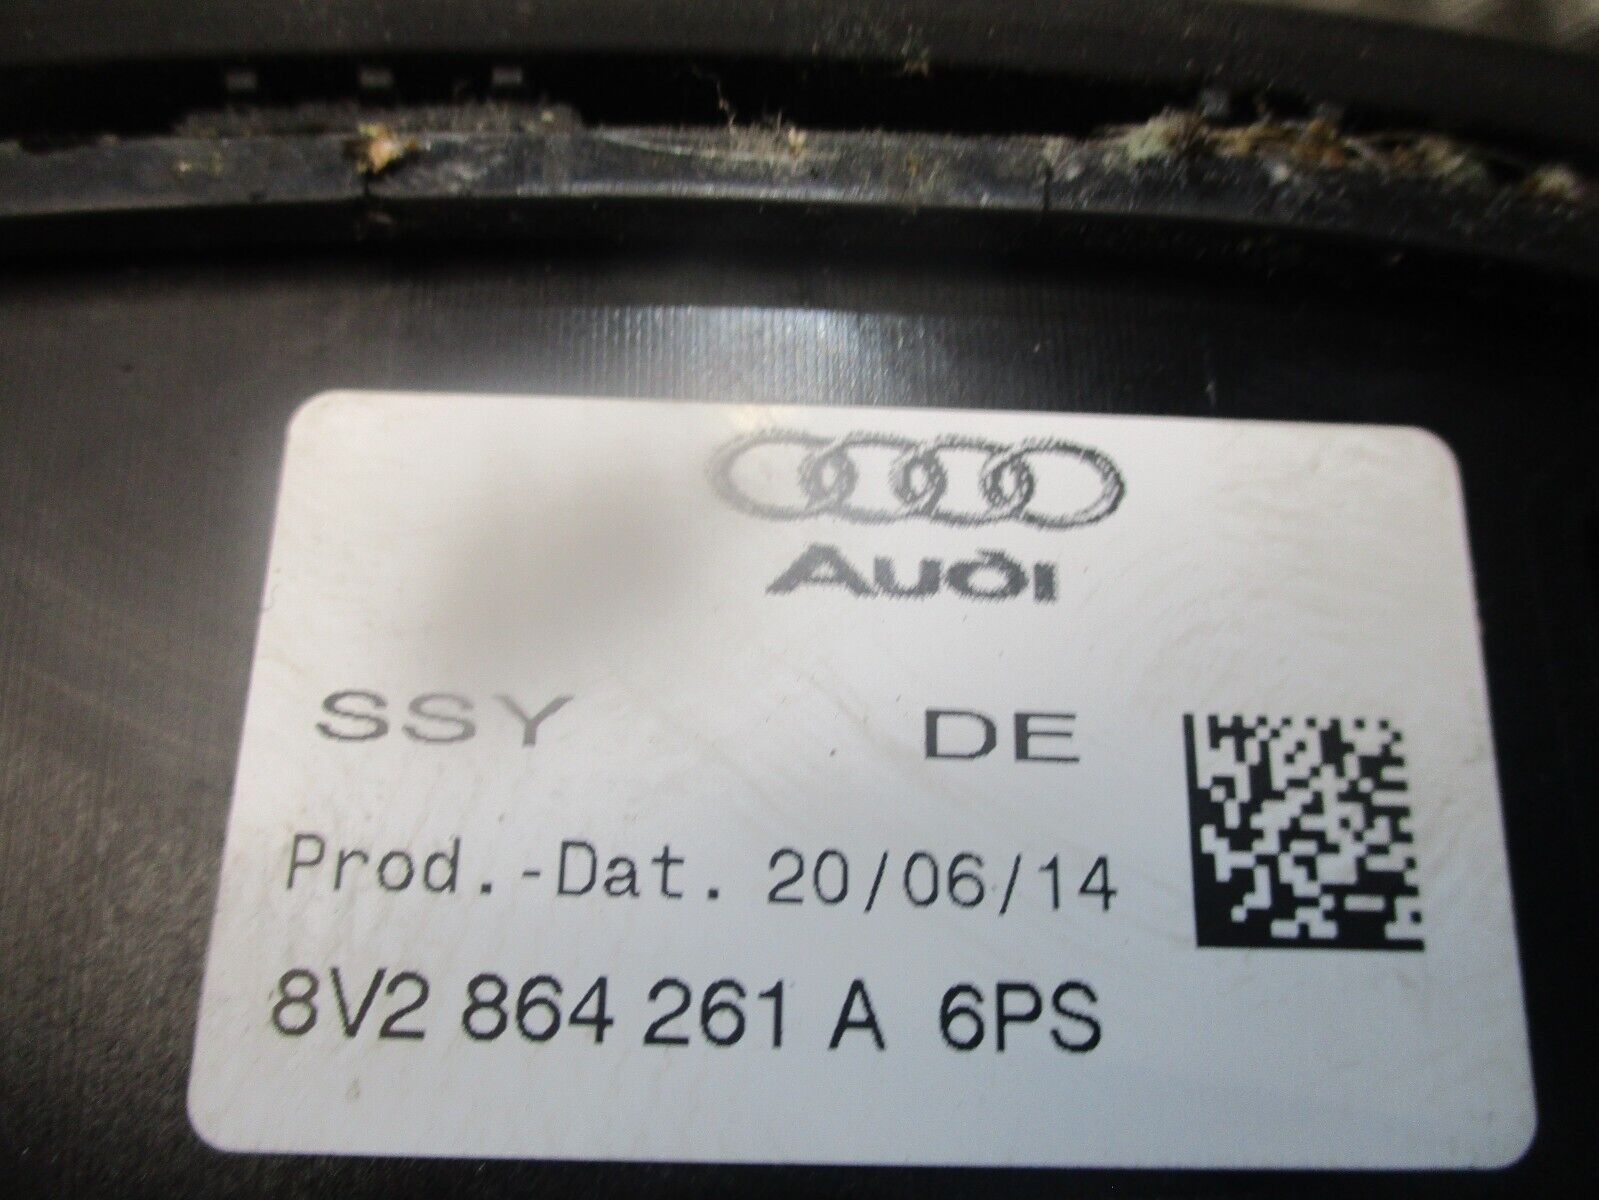 Audi
SSY DE
Prod.-Dat. 20/06/14
8V2 864 261 A 6PS